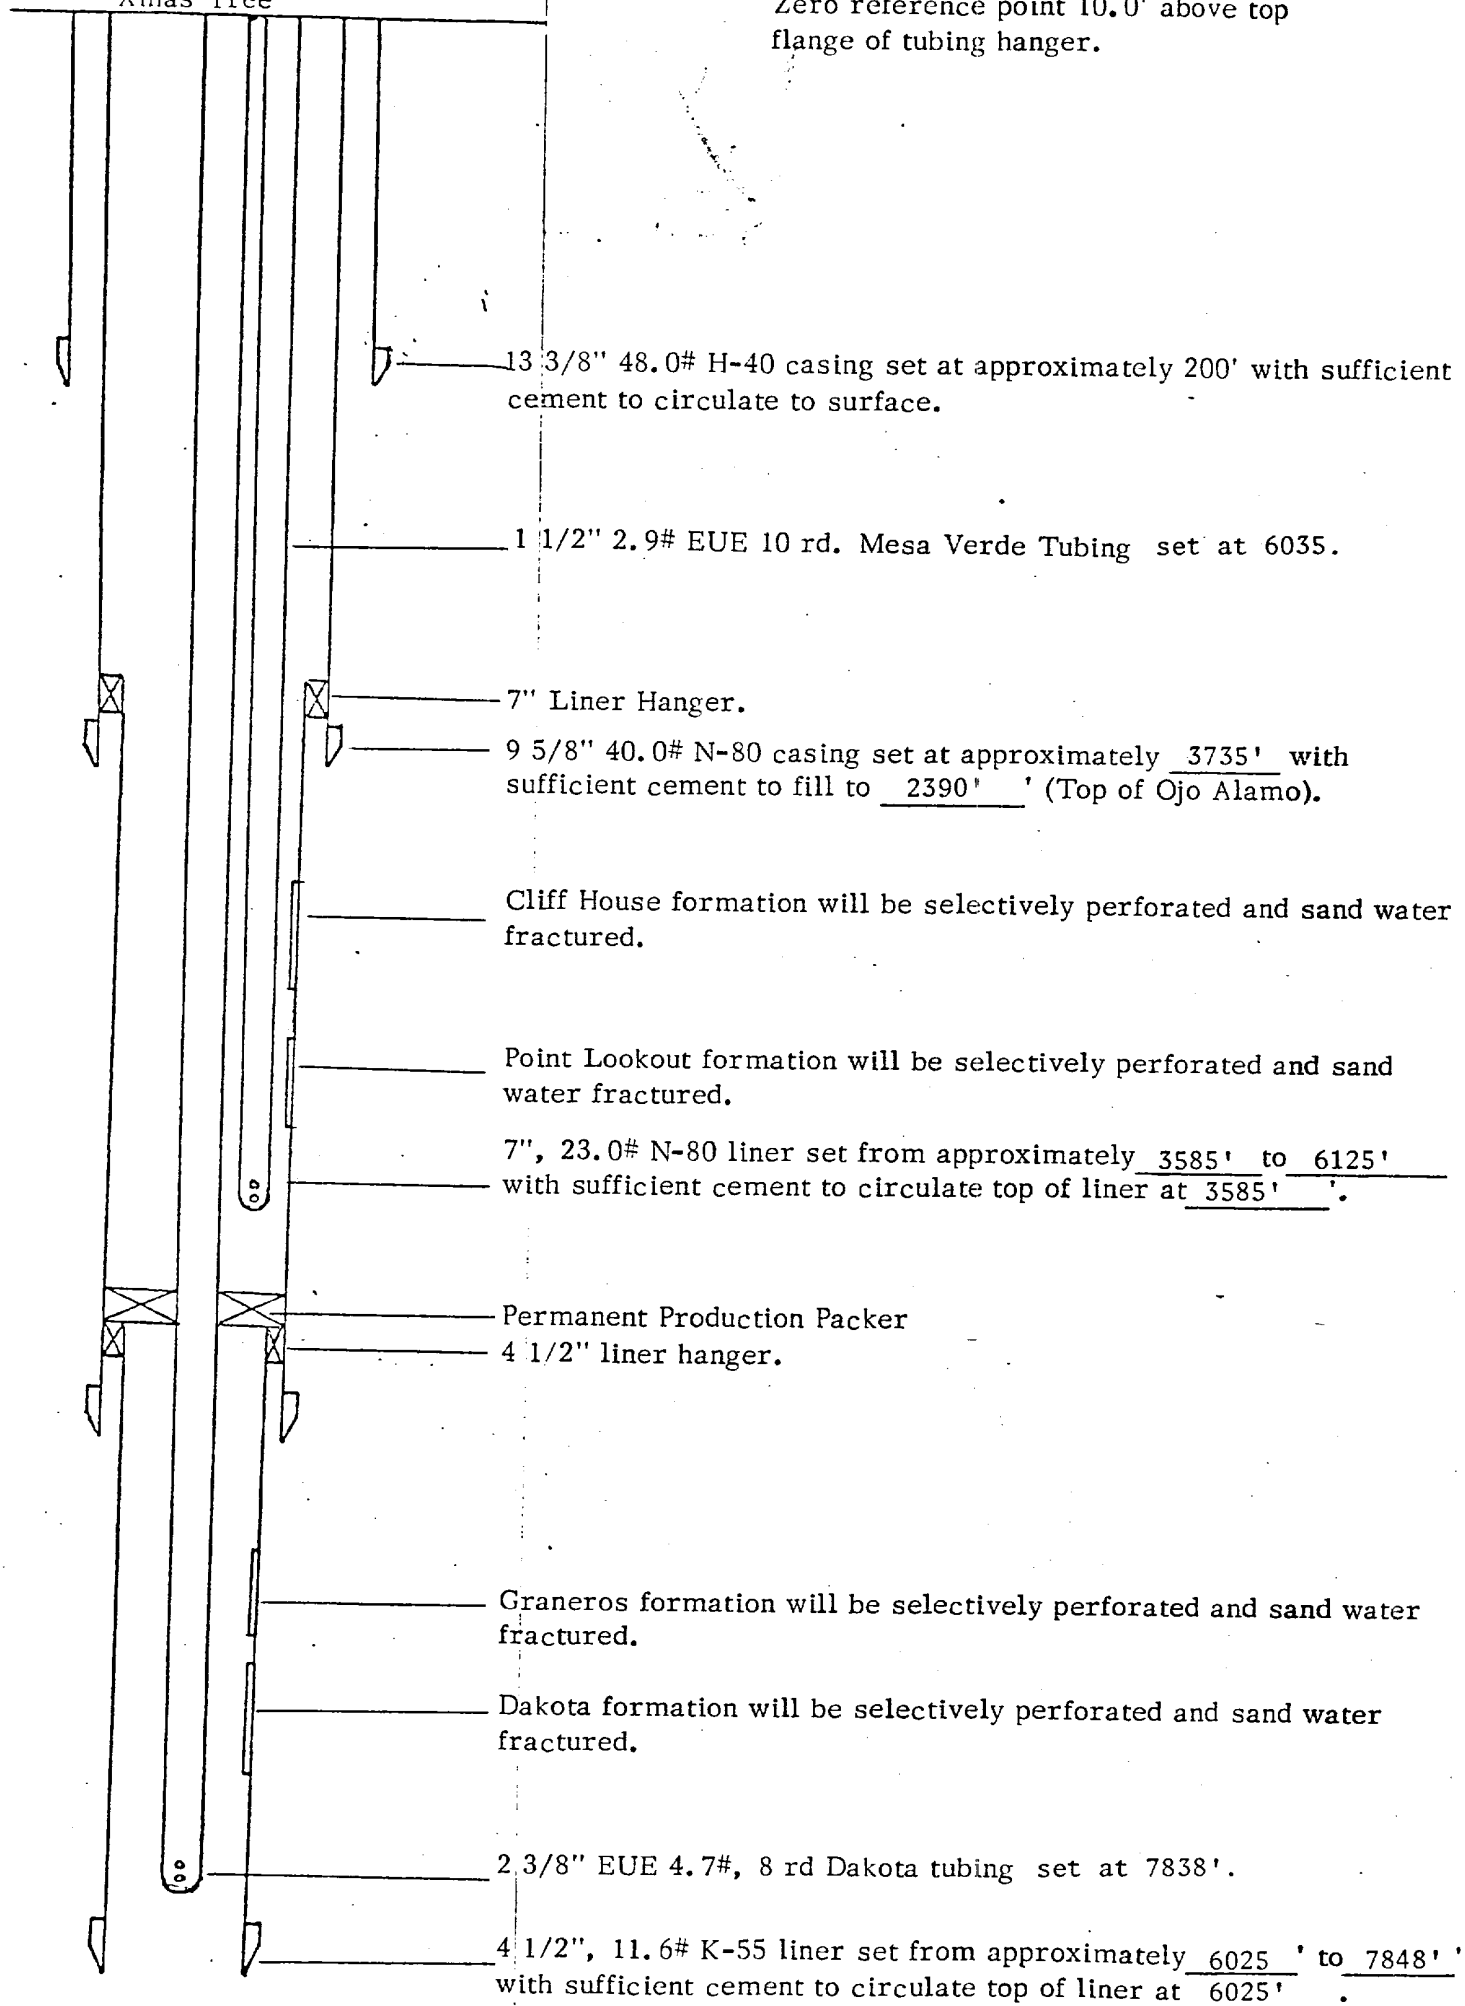 Xmas Tree
Zero reference point 10.0' above top
flange of tubing hanger.
13 3/8" 48.0# H-40 casing set at approximately 200' with sufficient
cement to circulate to surface.
1 1/2" 2.9# EUE 10 rd. Mesa Verde Tubing set at 6035.
7" Liner Hanger.
9 5/8" 40.0# N-80 casing set at approximately 3735' with
sufficient cement to fill to 2390' ' (Top of Ojo Alamo).
Cliff House formation will be selectively perforated and sand water
fractured.
Point Lookout formation will be selectively perforated and sand
water fractured.
7", 23.0# N-80 liner set from approximately 3585' to 6125'
with sufficient cement to circulate top of liner at 3585' '.
Permanent Production Packer
4 1/2" liner hanger.
Graneros formation will be selectively perforated and sand water
fractured.
Dakota formation will be selectively perforated and sand water
fractured.
2 3/8" EUE 4.7#, 8 rd Dakota tubing set at 7838'.
4 1/2", 11.6# K-55 liner set from approximately 6025 ' to 7848' '
with sufficient cement to circulate top of liner at 6025' .